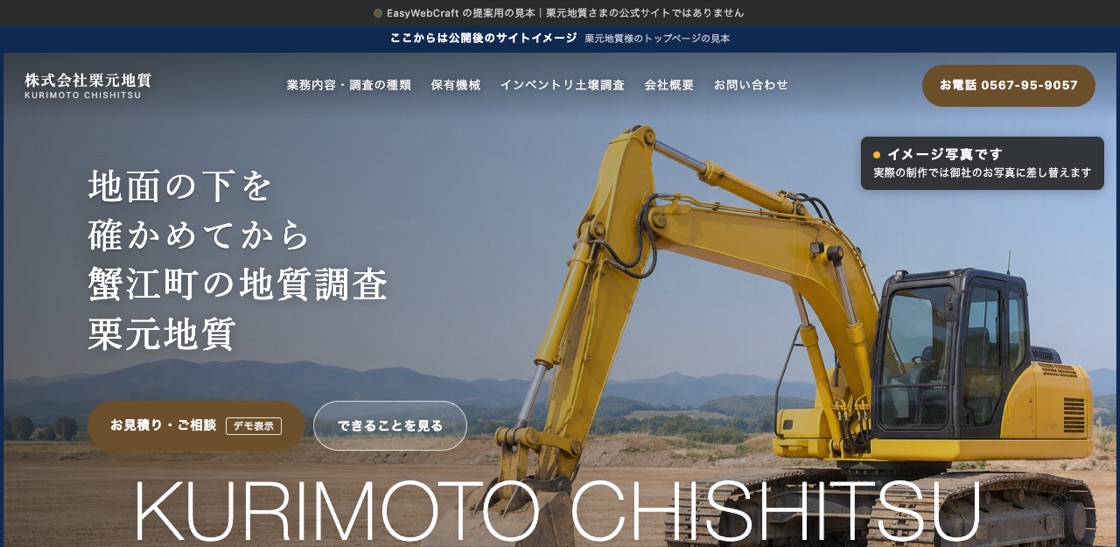 EasyWebCraft の提案用の見本｜栗元地質さまの公式サイトではありません
ここからは公開後のサイトイメージ 栗元地質様のトップページの見本
株式会社栗元地質
KURIMOTO CHISHITSU
業務内容・調査の種類 保有機械 インベントリ土壌調査 会社概要 お問い合わせ
お電話 0567-95-9057
イメージ写真です
実際の制作では御社のお写真に差し替えます
地面の下を
確かめてから
蟹江町の地質調査
栗元地質
お見積り・ご相談 デモ表示
できることを見る
KURIMOTO CHISHITSU